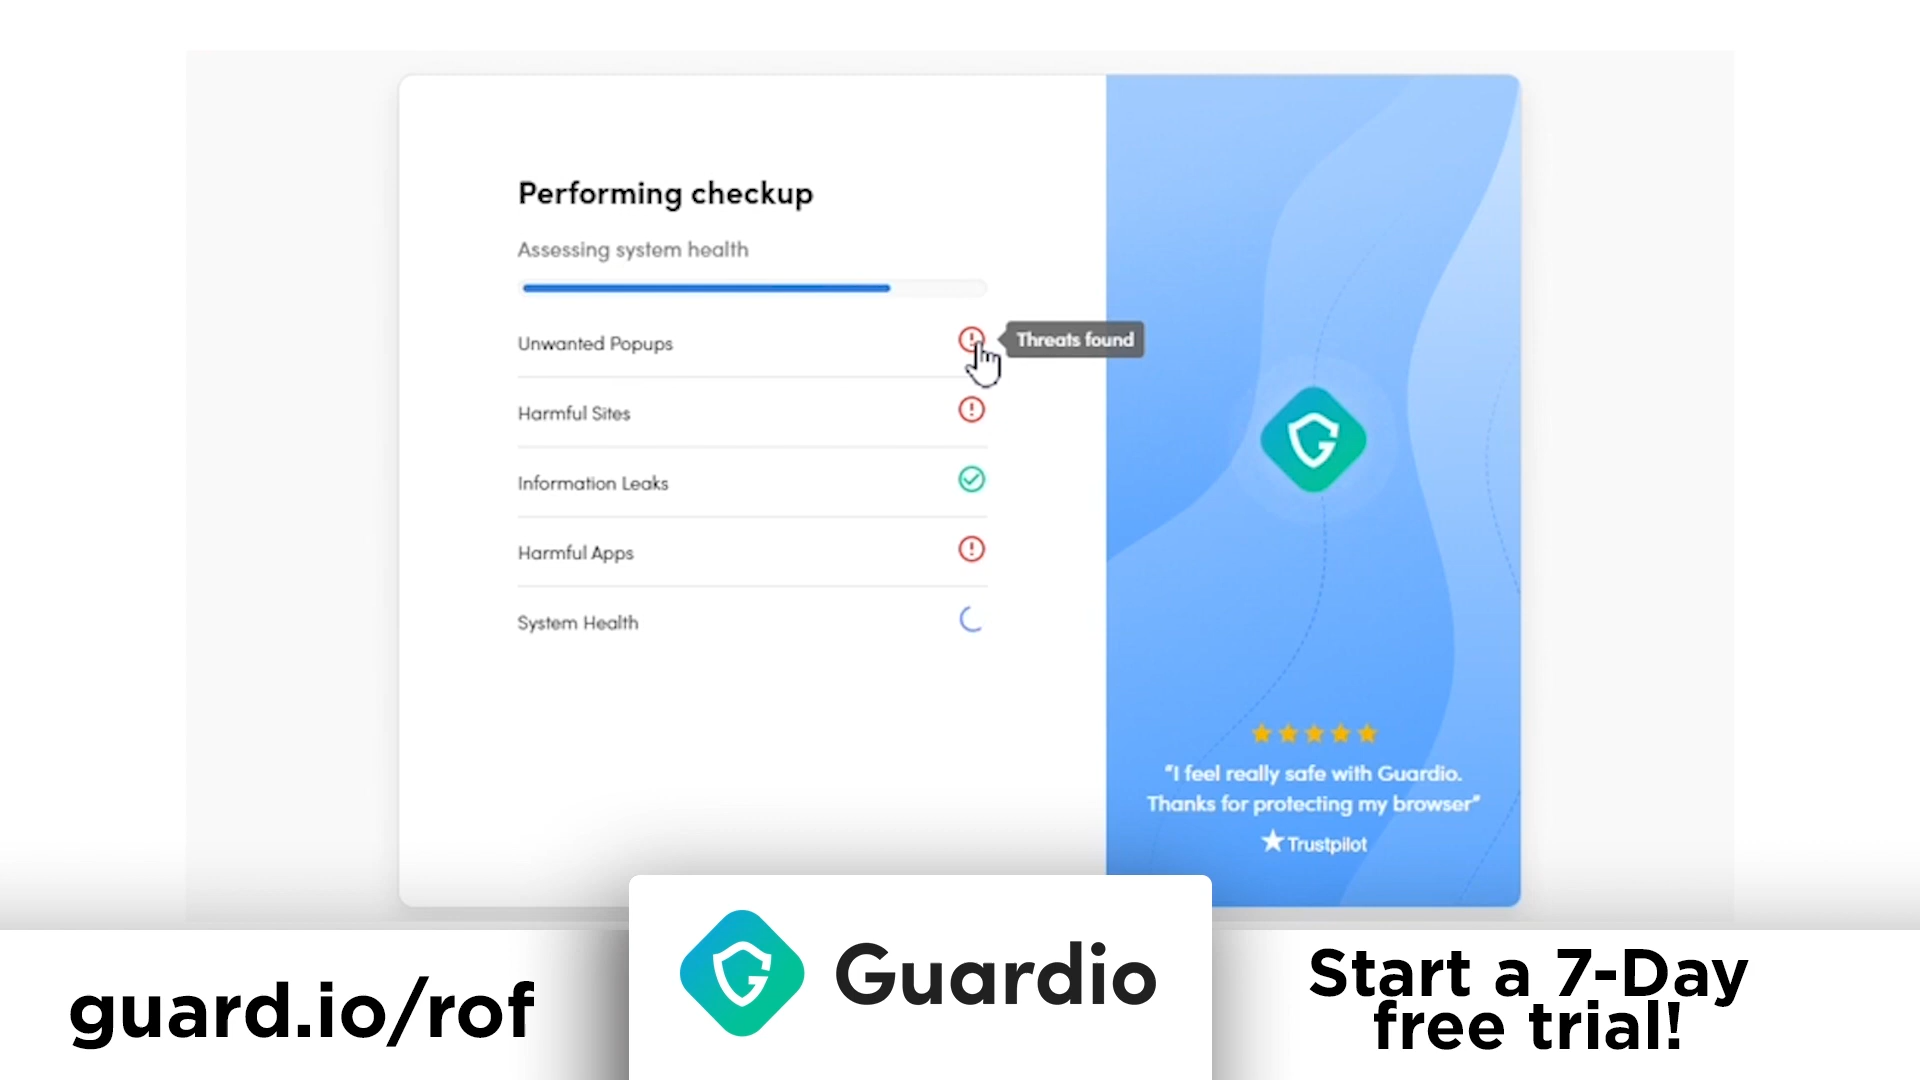 Performing checkup
Assessing system health
Unwanted Popups
Threats found
Harmful Sites
Information Leaks
Harmful Apps
System Health
"I feel really safe with Guardio.
Thanks for protecting my browser"
Trustpilot
guard.io/rof
Guardio
Start a 7-Day
free trial!